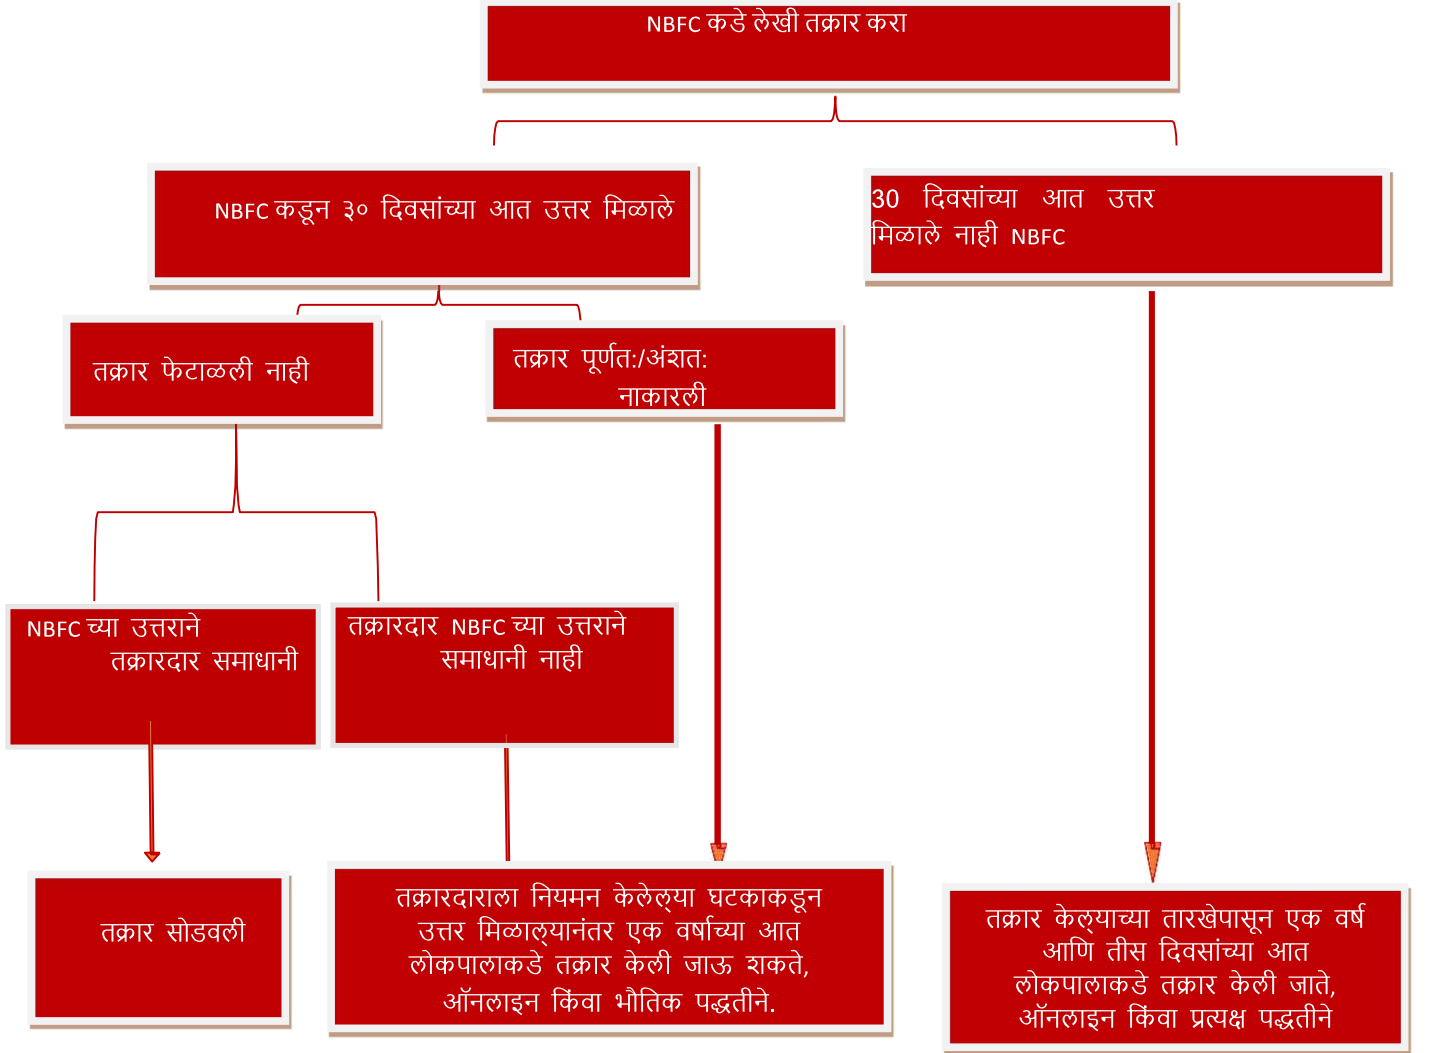 NBFC कडे लेखी तक्रार करा
NBFC कडून ३० दिवसांच्या आत उत्तर मिळाले
30 दिवसांच्या आत उत्तर
मिळाले नाही NBFC
तक्रार फेटाळली नाही
तक्रार पूर्णत:/अंशत:
नाकारली
NBFC च्या उत्तराने
तक्रारदार समाधानी
तक्रारदार NBFC च्या उत्तराने
समाधानी नाही
तक्रार सोडवली
तक्रारदाराला नियमन केलेल्या घटकाकडून
उत्तर मिळाल्यानंतर एक वर्षाच्या आत
लोकपालाकडे तक्रार केली जाऊ शकते,
ऑनलाइन किंवा भौतिक पद्धतीने.
तक्रार केल्याच्या तारखेपासून एक वर्ष
आणि तीस दिवसांच्या आत
लोकपालाकडे तक्रार केली जाते,
ऑनलाइन किंवा प्रत्यक्ष पद्धतीने